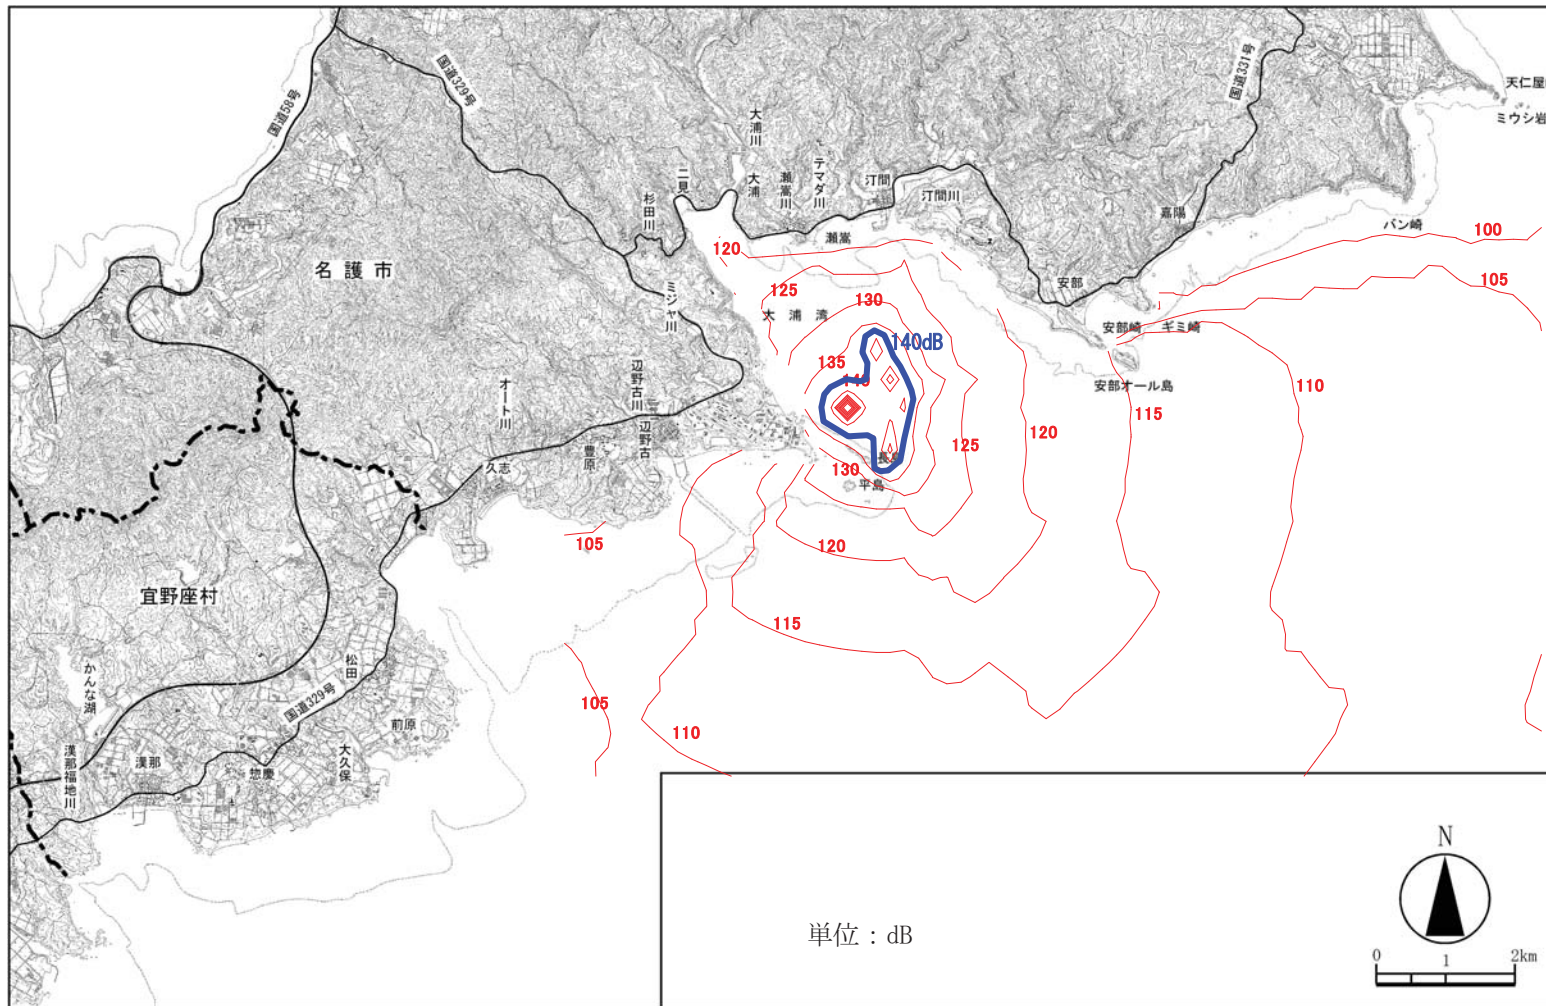 国道58号
国道329号
国道331号
天仁屋
ミウシ岩
大浦川
大浦
瀬嵩川
テマダ川
汀間
汀間川
二見
杉田川
瀬嵩
嘉陽
バン崎
100
105
安部
安部崎
ギミ崎
安部オール島
名護市
ミジャ川
120
125
130
大浦湾
140dB
135
140
110
115
120
125
オート川
辺野古川
辺野古
豊原
久志
長島
130
平島
105
120
宜野座村
115
かんな湖
松田
国道329号
前原
105
110
漢那福地川
漢那
惣慶
大久保
N
単位：dB
0 1 2km